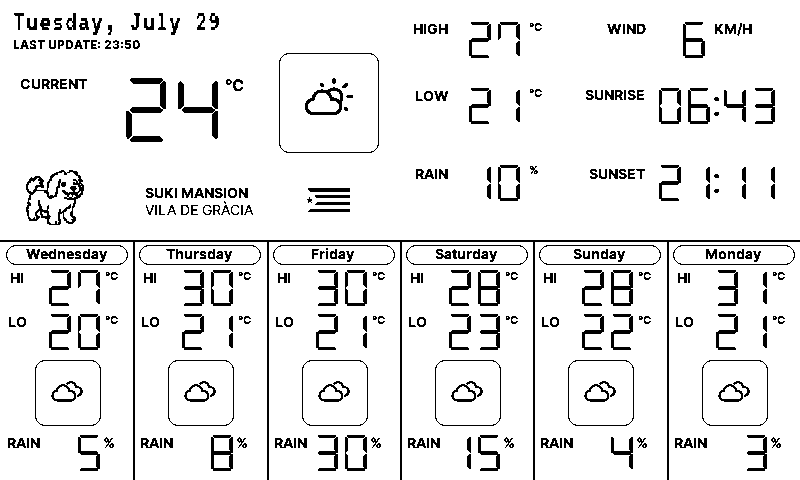 Tuesday, July 29
LAST UPDATE: 23:50
CURRENT 24 °C
HIGH 27 °C
WIND 6 KM/H
LOW 21 °C
SUNRISE 06:43
RAIN 10 %
SUNSET 21:11
SUKI MANSION
VILA DE GRÀCIA
Wednesday
HI 27 °C
LO 20 °C
RAIN 5 %
Thursday
HI 30 °C
LO 21 °C
RAIN 8 %
Friday
HI 30 °C
LO 21 °C
RAIN 30 %
Saturday
HI 28 °C
LO 23 °C
RAIN 15 %
Sunday
HI 28 °C
LO 22 °C
RAIN 4 %
Monday
HI 31 °C
LO 21 °C
RAIN 3 %